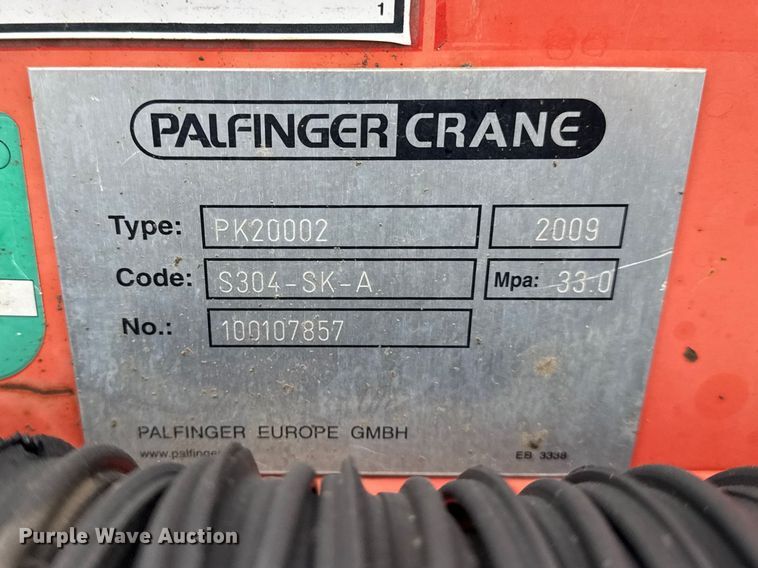 1
PALFINGER CRANE
Type: PK20002 2009
Code: S304-SK-A Mpa: 33.0
No.: 100107857
PALFINGER EUROPE GMBH
EB 3338
Purple Wave Auction